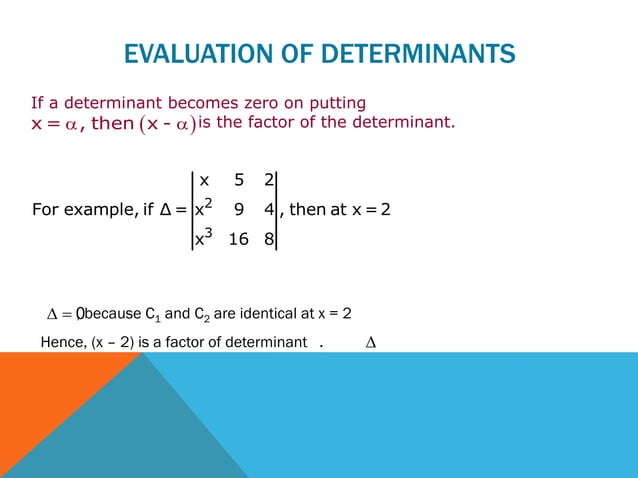 EVALUATION OF DETERMINANTS
If a determinant becomes zero on putting
x = α, then (x - α) is the factor of the determinant.
x 5 2
For example, if Δ = x² 9 4 , then at x = 2
x³ 16 8
Δ = 0, because C₁ and C₂ are identical at x = 2
Hence, (x – 2) is a factor of determinant . Δ